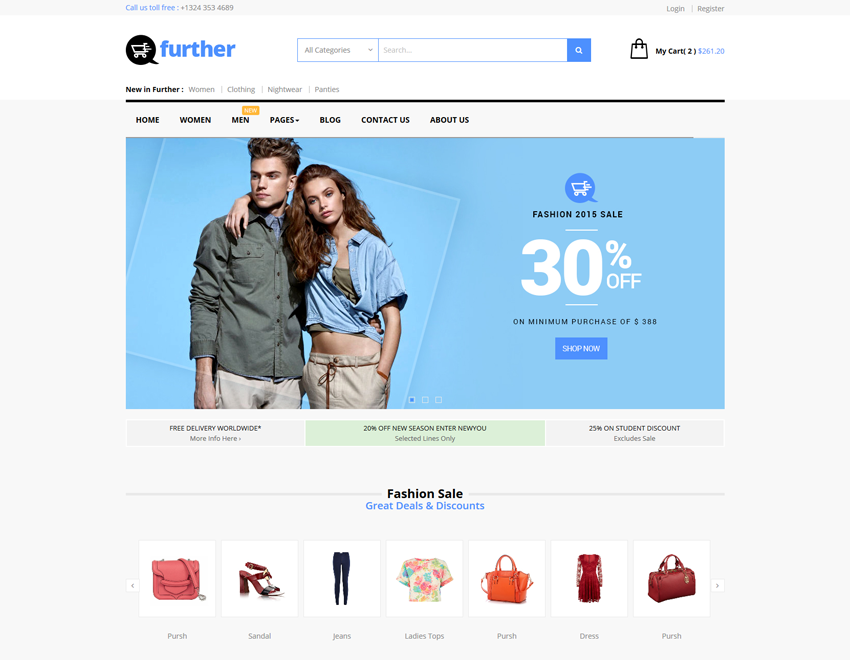 Call us toll free : +1324 353 4689
Login | Register
further
All Categories
Search...
My Cart( 2 ) $261.20
New in Further : Women | Clothing | Nightwear | Panties
NEW
HOME WOMEN MEN PAGES BLOG CONTACT US ABOUT US
FASHION 2015 SALE
30%
OFF
ON MINIMUM PURCHASE OF $ 388
SHOP NOW
FREE DELIVERY WORLDWIDE*
More Info Here ›
20% OFF NEW SEASON ENTER NEWYOU
Selected Lines Only
25% ON STUDENT DISCOUNT
Excludes Sale
Fashion Sale
Great Deals & Discounts
Pursh Sandal Jeans Ladies Tops Pursh Dress Pursh